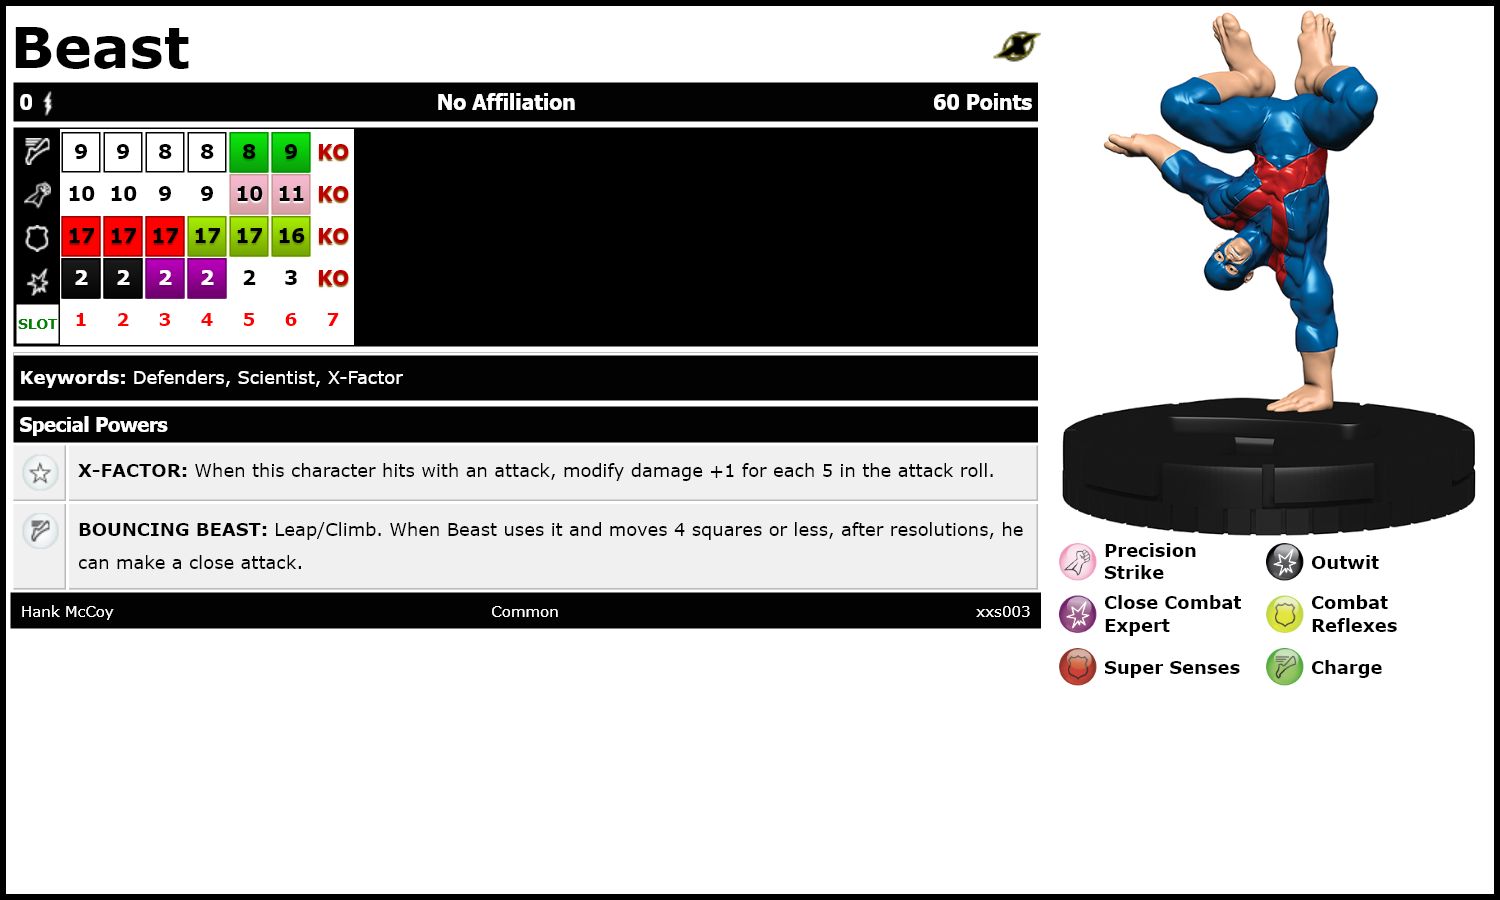 Beast
0 No Affiliation 60 Points
9 9 8 8 8 9 KO
10 10 9 9 10 11 KO
17 17 17 17 17 16 KO
2 2 2 2 2 3 KO
SLOT 1 2 3 4 5 6 7
Keywords: Defenders, Scientist, X-Factor
Special Powers
X-FACTOR: When this character hits with an attack, modify damage +1 for each 5 in the attack roll.
BOUNCING BEAST: Leap/Climb. When Beast uses it and moves 4 squares or less, after resolutions, he
can make a close attack.
Hank McCoy Common xxs003
Precision
Strike
Outwit
Close Combat
Expert
Combat
Reflexes
Super Senses
Charge